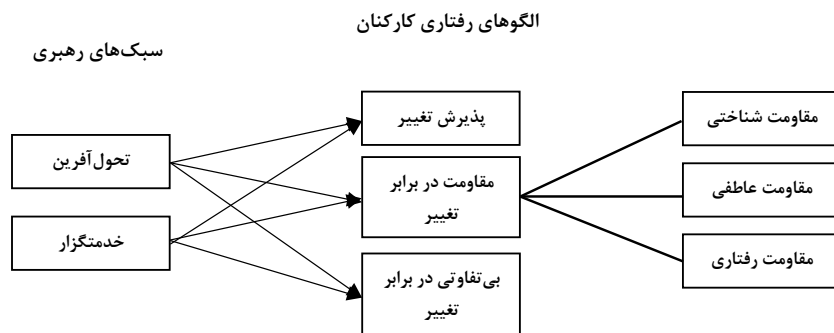 الگوهای رفتاری کارکنان
سبک‌های رهبری
پذیرش تغییر
مقاومت شناختی
تحول‌آفرین
مقاومت در برابر
تغییر
مقاومت عاطفی
خدمتگزار
مقاومت رفتاری
بی‌تفاوتی در برابر
تغییر